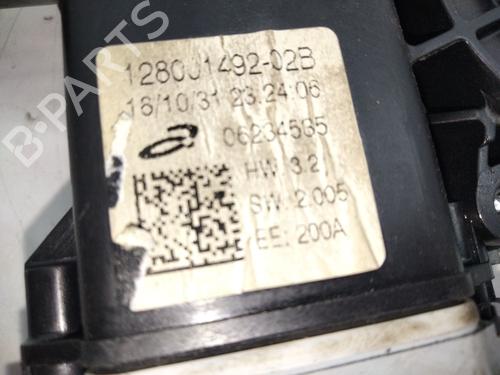 128001492-02B
16/10/31 23:24:06
06234565
HW: 3.2
SW: 2.005
EE: 200A
B-PARTS